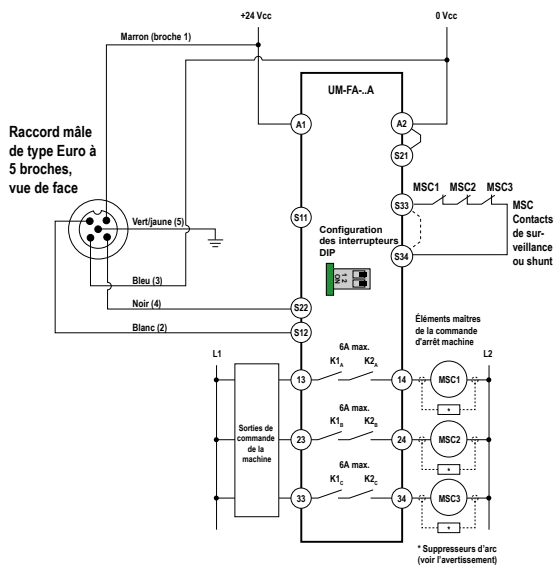 +24 Vcc
0 Vcc
Marron (broche 1)
UM-FA-..A
A1
A2
S21
Raccord mâle
de type Euro à
5 broches,
vue de face
Vert/jaune (5)
S11
S33
MSC1
MSC2
MSC3
MSC
Contacts
de sur-
veillance
ou shunt
Configuration
des interrupteurs
DIP
1 2
ON
S34
Bleu (3)
Noir (4)
S22
Blanc (2)
S12
Éléments maîtres
de la commande
d'arrêt machine
L1
L2
6A max.
K1A
K2A
13
14
MSC1
*
Sorties de
commande
de la
machine
6A max.
K1B
K2B
23
24
MSC2
*
6A max.
K1C
K2C
33
34
MSC3
*
* Suppresseurs d'arc
(voir l'avertissement)